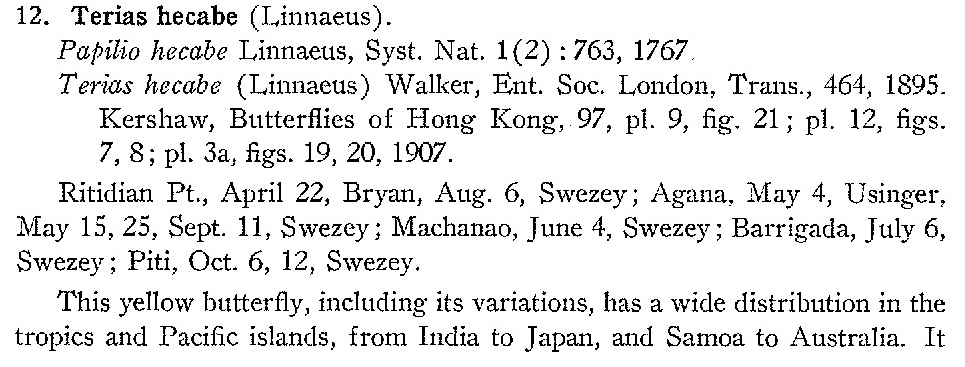 12. Terias hecabe (Linnaeus).
Papilio hecabe Linnaeus, Syst. Nat. 1(2) : 763, 1767.
Terias hecabe (Linnaeus) Walker, Ent. Soc. London, Trans., 464, 1895.
Kershaw, Butterflies of Hong Kong, 97, pl. 9, fig. 21; pl. 12, figs.
7, 8; pl. 3a, figs. 19, 20, 1907.
Ritidian Pt., April 22, Bryan, Aug. 6, Swezey; Agana, May 4, Usinger,
May 15, 25, Sept. 11, Swezey; Machanao, June 4, Swezey; Barrigada, July 6,
Swezey; Piti, Oct. 6, 12, Swezey.
This yellow butterfly, including its variations, has a wide distribution in the
tropics and Pacific islands, from India to Japan, and Samoa to Australia. It